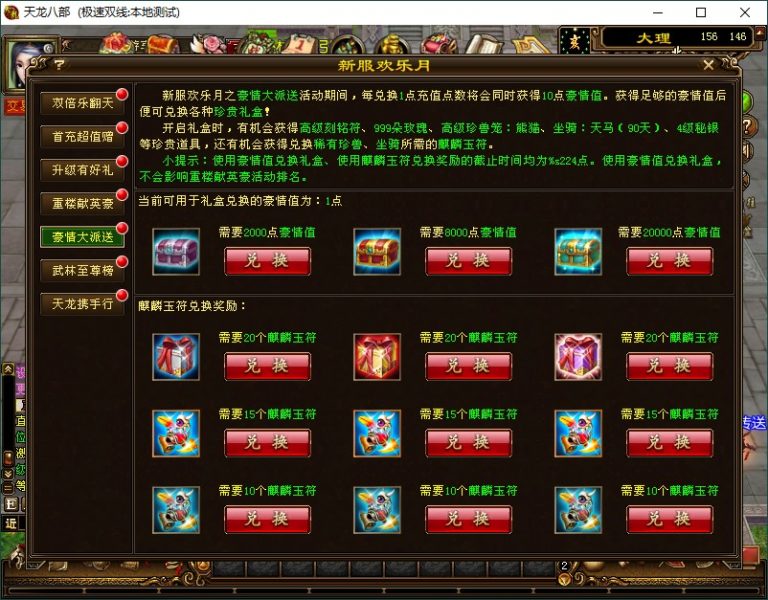 天龙八部 (极速双线:本地测试)
大理 156 146
? 新服欢乐月
双倍乐翻天
首充超值赠
升级有好礼
重楼献英豪
豪情大派送
武林至尊榜
天龙携手行
新服欢乐月之豪情大派送活动期间，每兑换1点充值点数将会同时获得10点豪情值。获得足够的豪情值后
便可兑换各种珍贵礼盒！
开启礼盒时，有机会获得高级刻铭符、999朵玫瑰、高级珍兽笼：熊貓、坐骑：天马（90天）、4级秘银
等珍贵道具，还有机会获得兑换稀有珍兽、坐骑所需的麒麟玉符。
小提示：使用豪情值兑换礼盒、使用麒麟玉符兑换奖励的截止时间均为%s224点。使用豪情值兑换礼盒，
不会影响重楼献英豪活动排名。
当前可用于礼盒兑换的豪情值为：1点
需要2000点豪情值 需要8000点豪情值 需要20000点豪情值
兑换 兑换 兑换
麒麟玉符兑换奖励：
需要20个麒麟玉符 需要20个麒麟玉符 需要20个麒麟玉符
兑换 兑换 兑换
需要15个麒麟玉符 需要15个麒麟玉符 需要15个麒麟玉符
兑换 兑换 兑换
需要10个麒麟玉符 需要10个麒麟玉符 需要10个麒麟玉符
兑换 兑换 兑换
传送
近
2